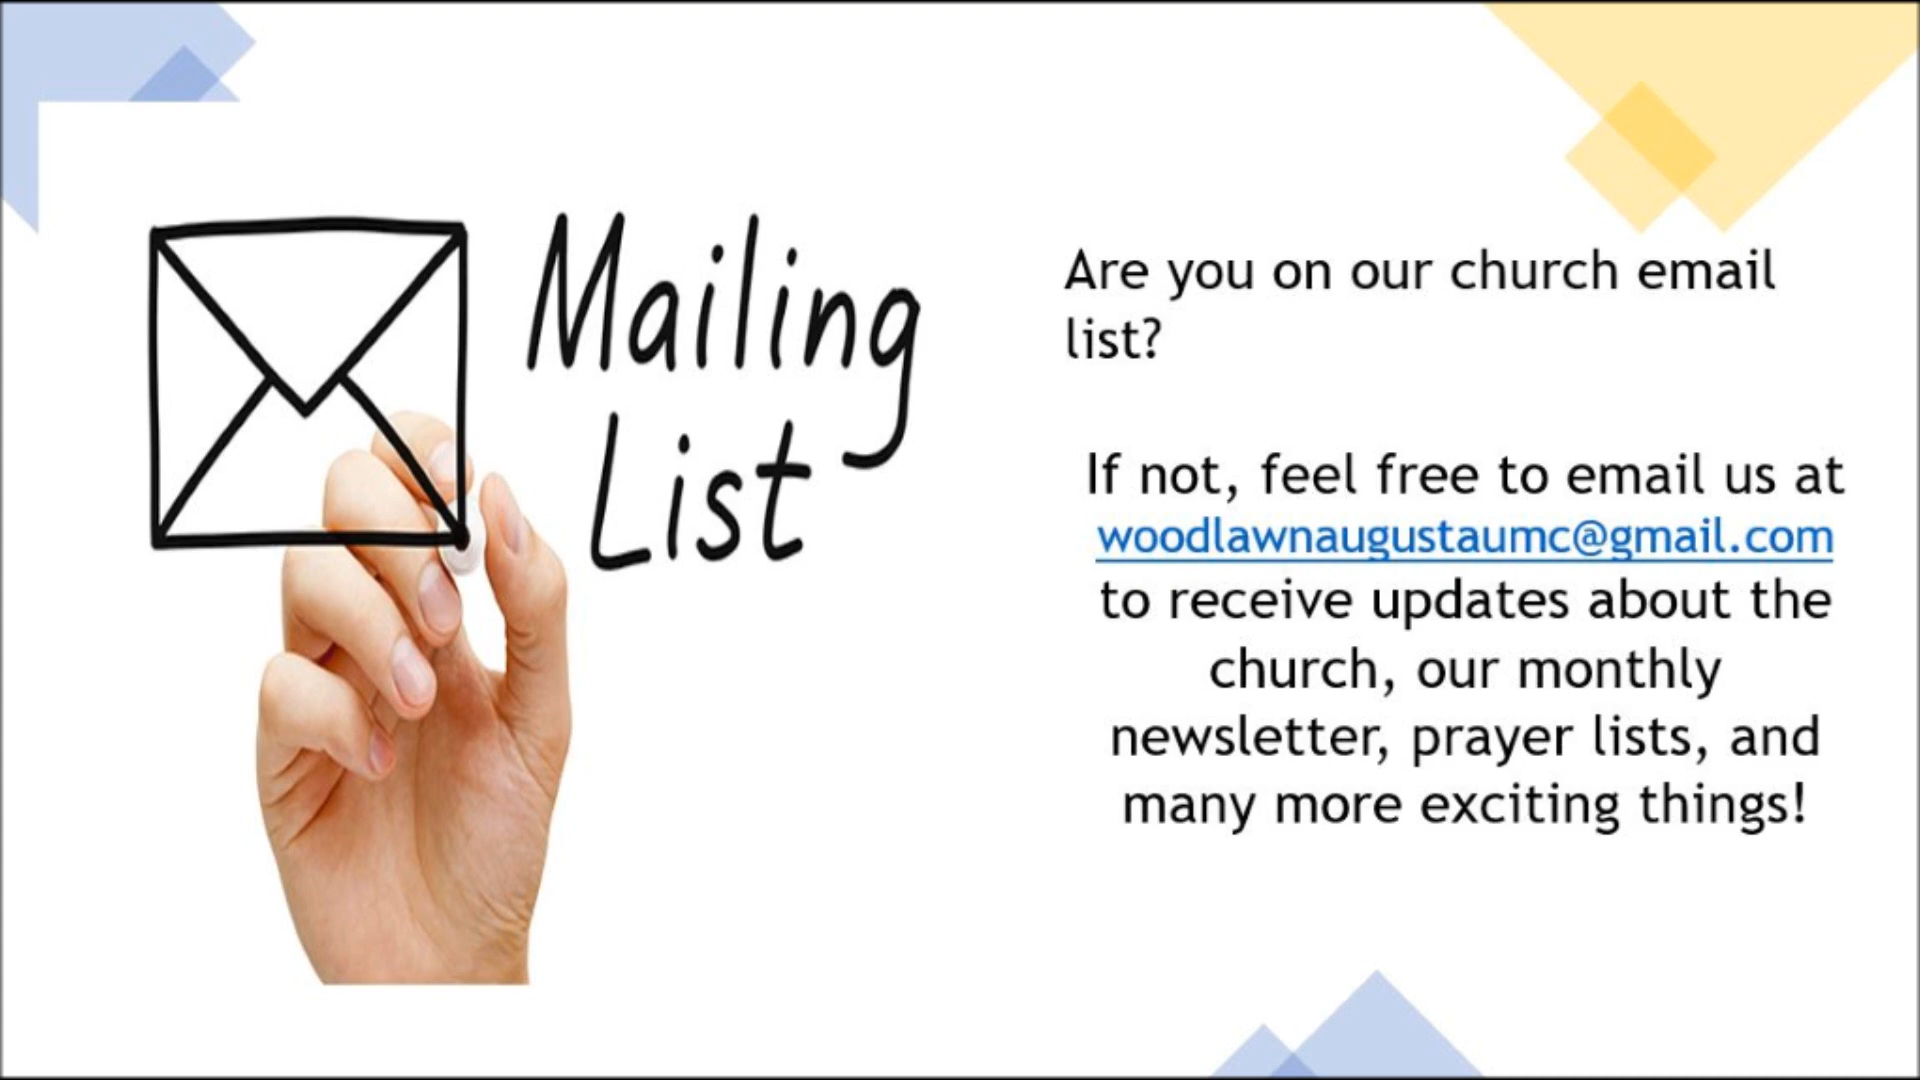 Mailing
List
Are you on our church email
list?
If not, feel free to email us at
woodlawnaugustaumc@gmail.com
to receive updates about the
church, our monthly
newsletter, prayer lists, and
many more exciting things!